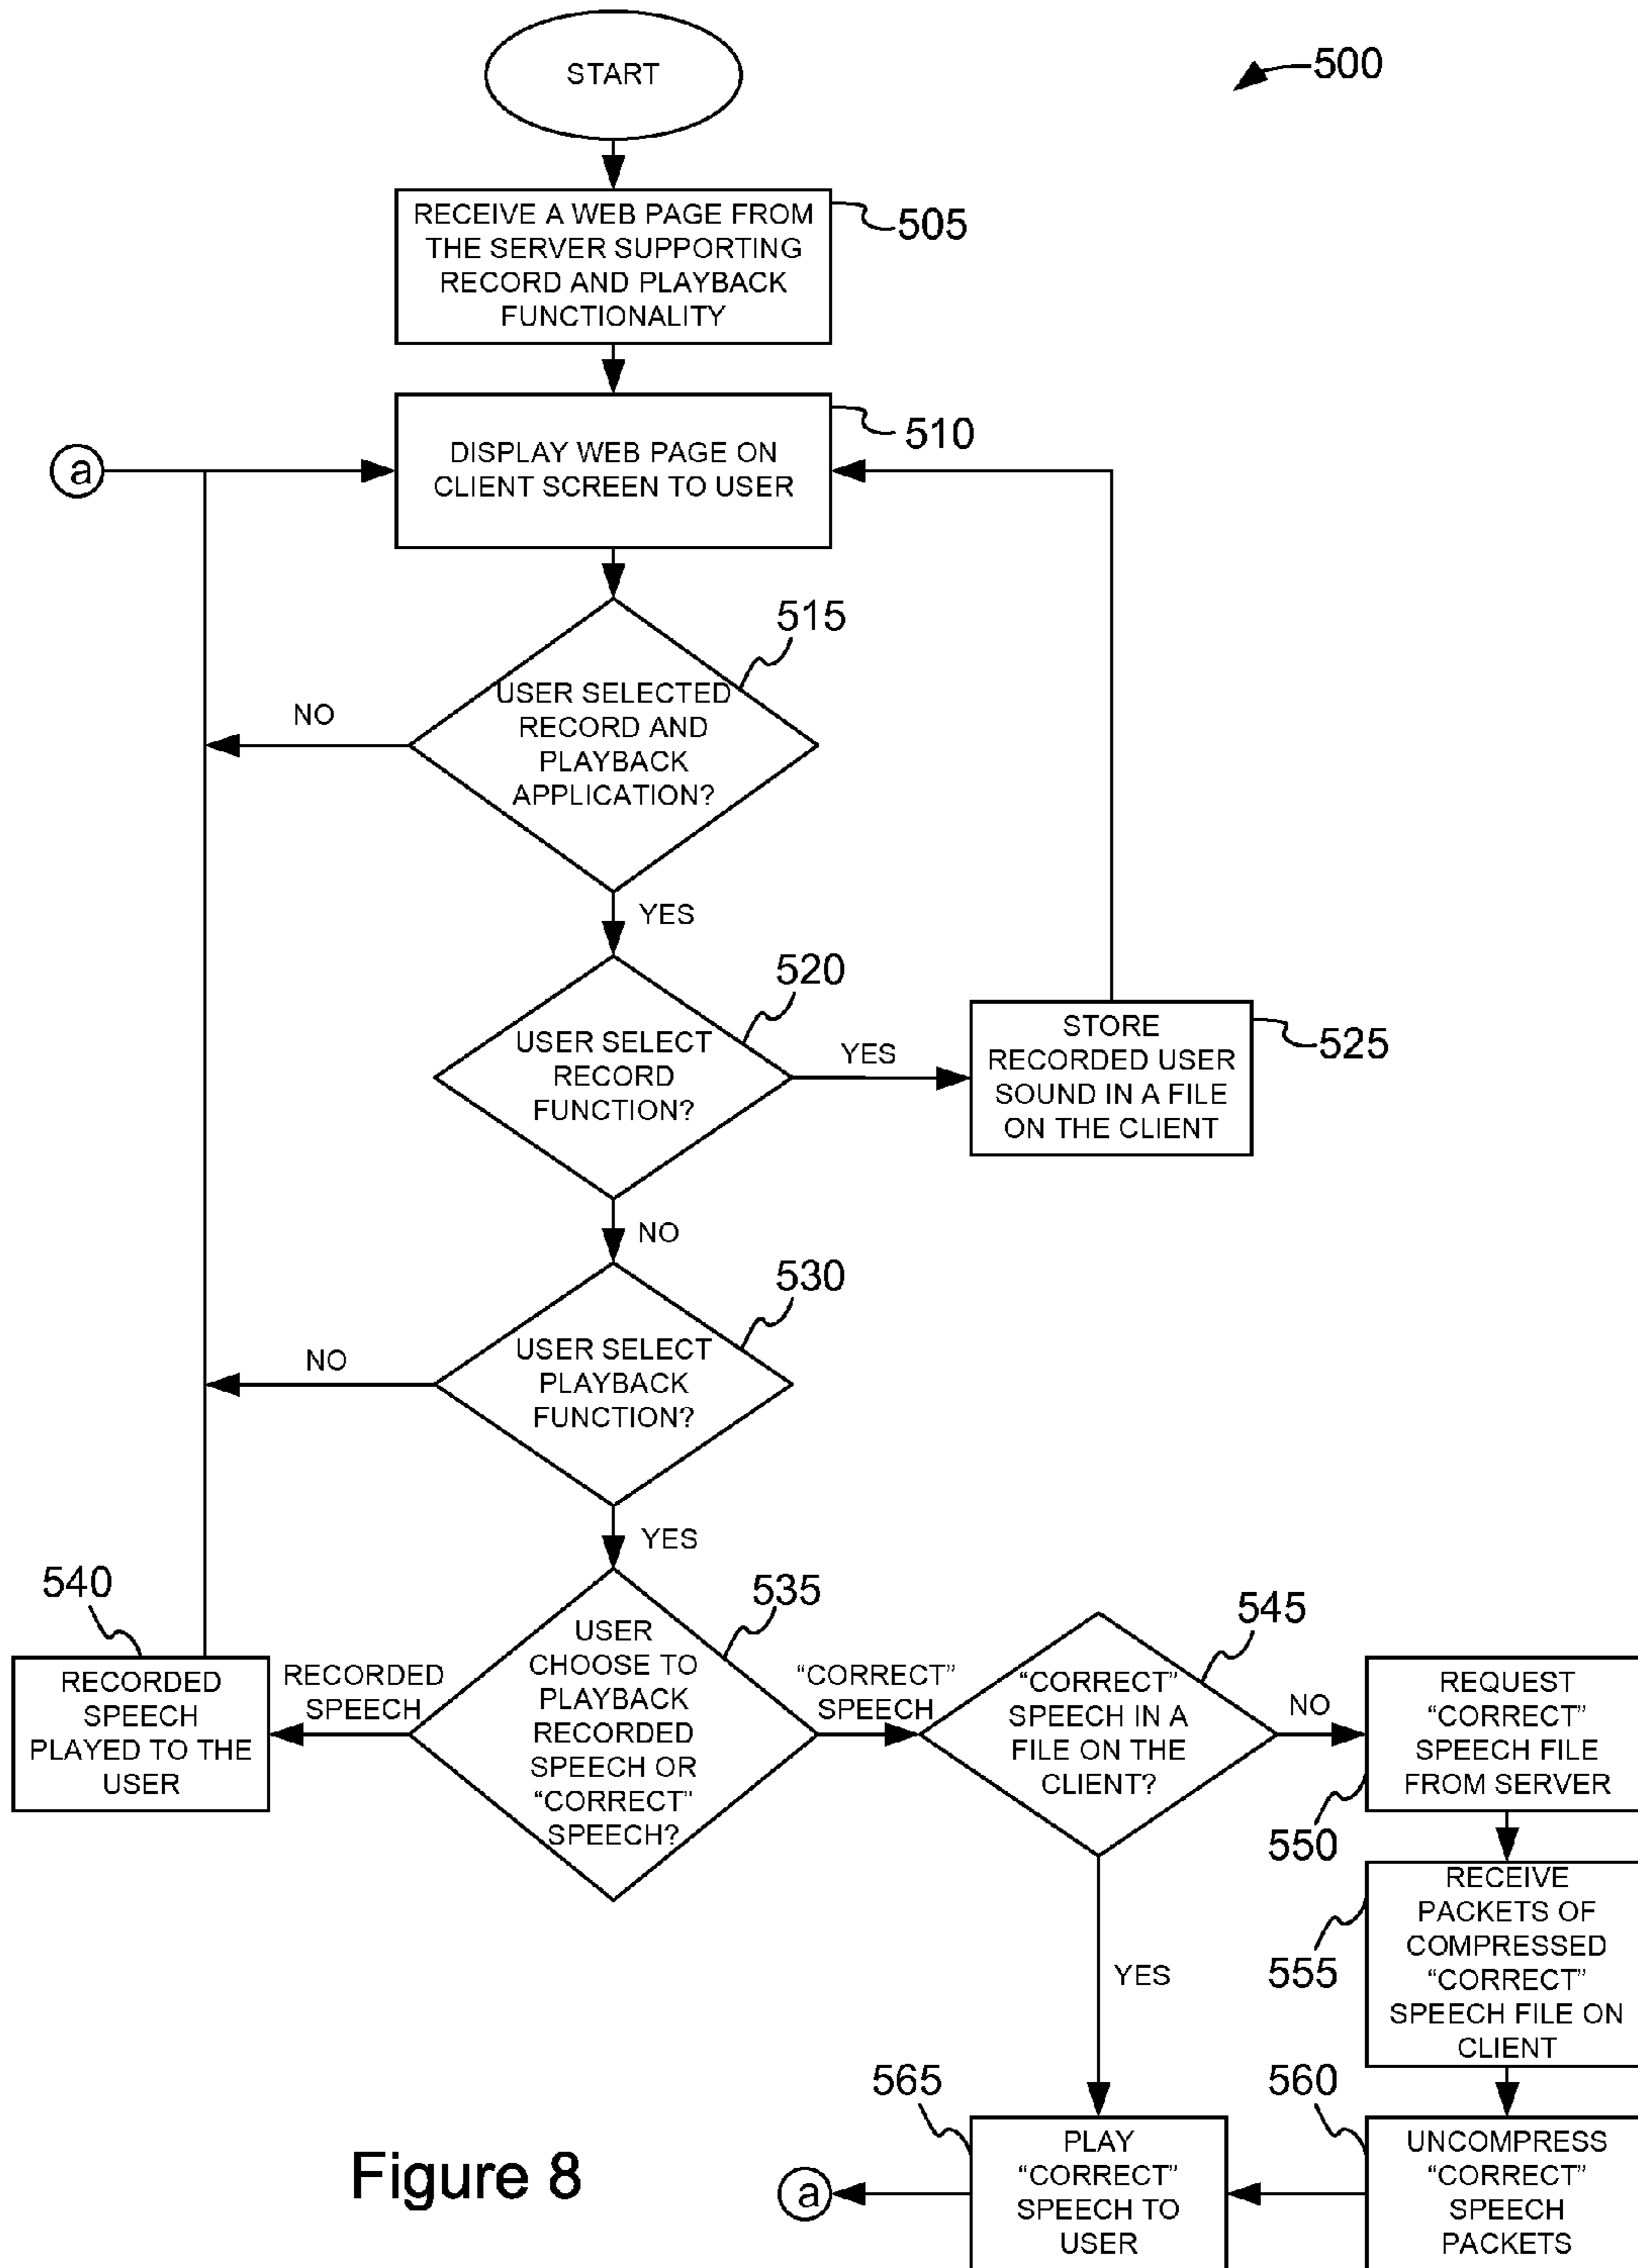 START
500
RECEIVE A WEB PAGE FROM
THE SERVER SUPPORTING
RECORD AND PLAYBACK
FUNCTIONALITY
505
DISPLAY WEB PAGE ON
CLIENT SCREEN TO USER
510
a
USER SELECTED
RECORD AND
PLAYBACK
APPLICATION?
515
NO
YES
USER SELECT
RECORD
FUNCTION?
520
YES
STORE
RECORDED USER
SOUND IN A FILE
ON THE CLIENT
525
NO
USER SELECT
PLAYBACK
FUNCTION?
530
NO
YES
540
RECORDED
SPEECH
PLAYED TO THE
USER
RECORDED
SPEECH
USER
CHOOSE TO
PLAYBACK
RECORDED
SPEECH OR
“CORRECT”
SPEECH?
535
“CORRECT”
SPEECH
“CORRECT”
SPEECH IN A
FILE ON THE
CLIENT?
545
NO
REQUEST
“CORRECT”
SPEECH FILE
FROM SERVER
550
RECEIVE
PACKETS OF
COMPRESSED
“CORRECT”
SPEECH FILE ON
CLIENT
555
YES
565
PLAY
“CORRECT”
SPEECH TO
USER
560
UNCOMPRESS
“CORRECT”
SPEECH
PACKETS
a
Figure 8